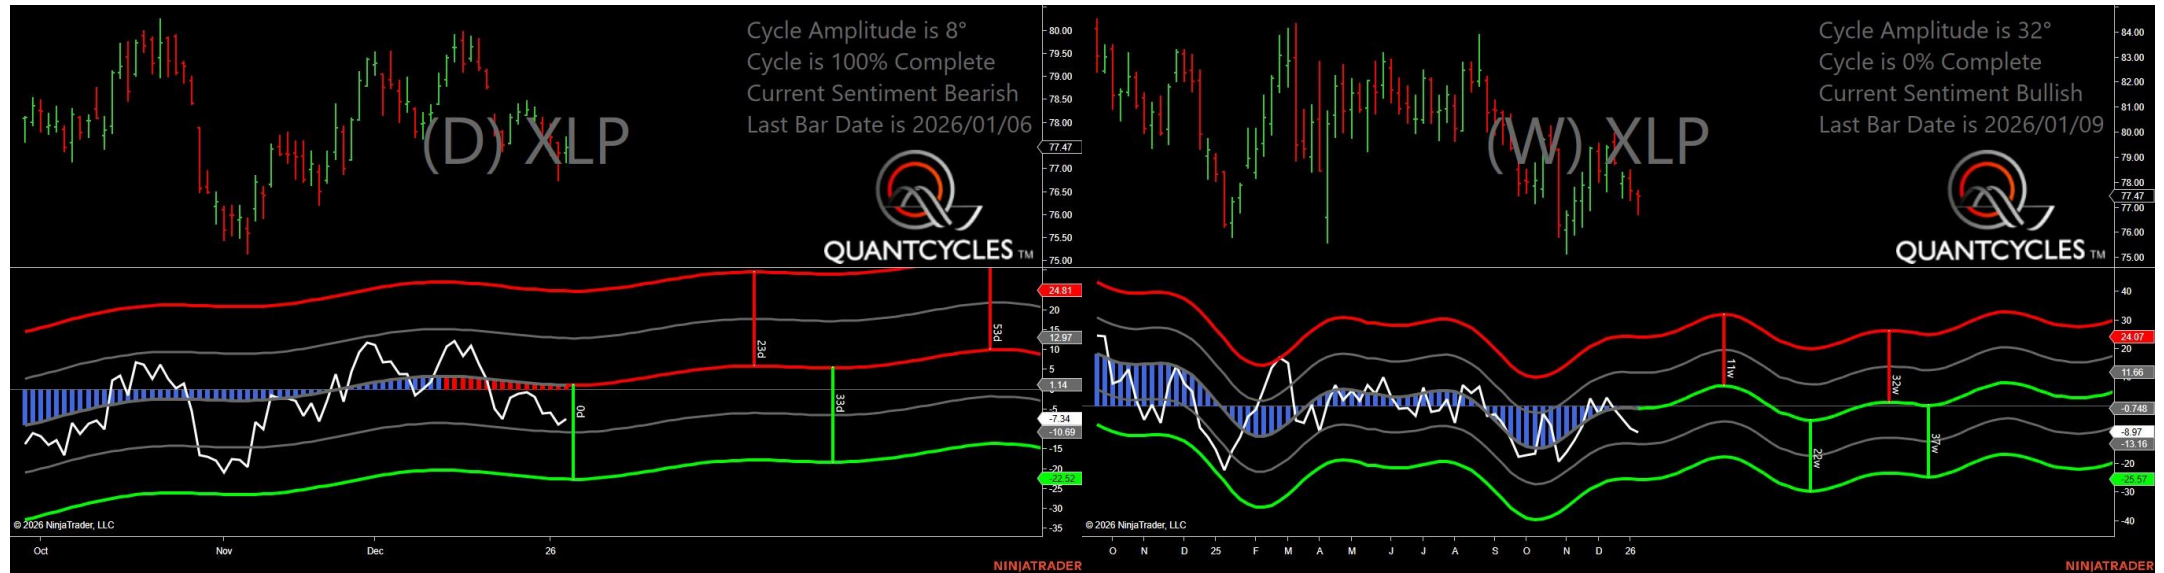 Cycle Amplitude is 8°
Cycle is 100% Complete
Current Sentiment Bearish
Last Bar Date is 2026/01/06
(D) XLP
QUANTCYCLES TM
80.00
79.50
79.00
78.50
78.00
77.47
77.00
76.50
76.00
75.50
75.00
24.81
20
15
12.97
10
5
1.14
-5
-7.34
-10.69
-15
-20
-22.52
-25
-30
-35
0d
23d
33d
53d
© 2026 NinjaTrader, LLC
Oct
Nov
Dec
26
NINJATRADER
Cycle Amplitude is 32°
Cycle is 0% Complete
Current Sentiment Bullish
Last Bar Date is 2026/01/09
(W) XLP
QUANTCYCLES TM
84.00
83.00
82.00
81.00
80.00
79.00
78.00
77.47
77.00
76.00
75.00
40
30
24.07
20
11.66
-0.748
-8.97
-13.16
-20
-25.57
-30
-40
11w
22w
32w
37w
© 2026 NinjaTrader, LLC
O N D 25 F M A M J J A S O N D 26
NINJATRADER